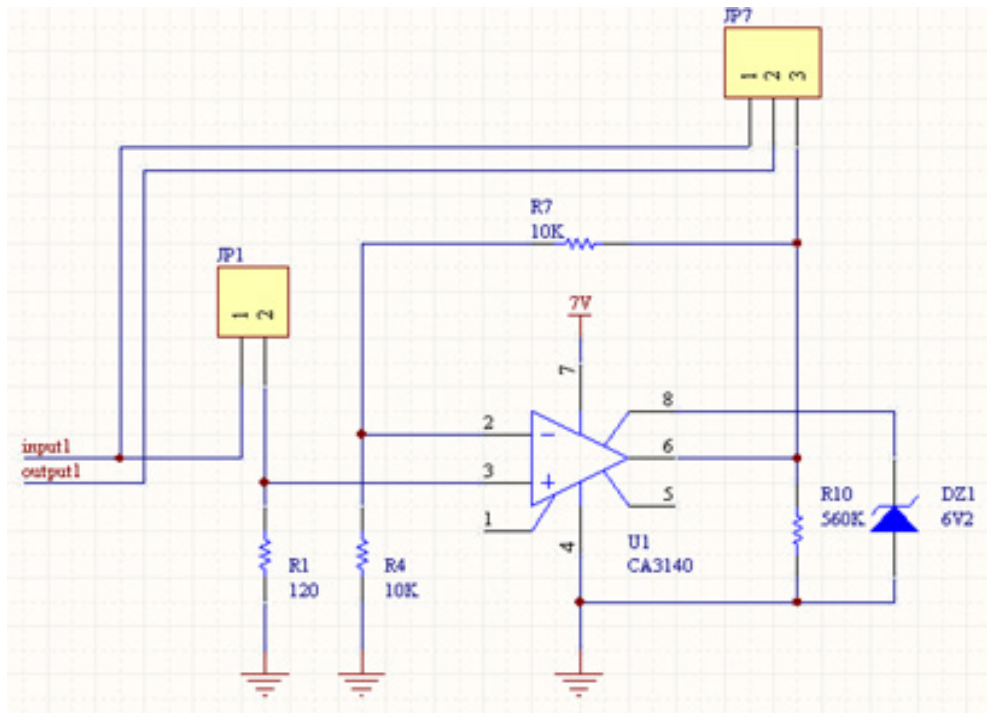 JP7
1 2 3
R7
10K
JP1
1 2
7V
7
8
2
input1
6
output1
3
R10
560K
DZ1
6V2
1
5
4
U1
CA3140
R1
120
R4
10K